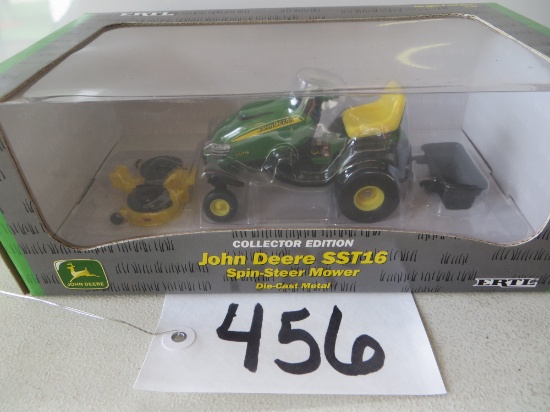 ERTL
JOHN DEERE
COLLECTOR EDITION
John Deere SST16
Spin-Steer Mower
Die-Cast Metal
JOHN DEERE
ERTL
456